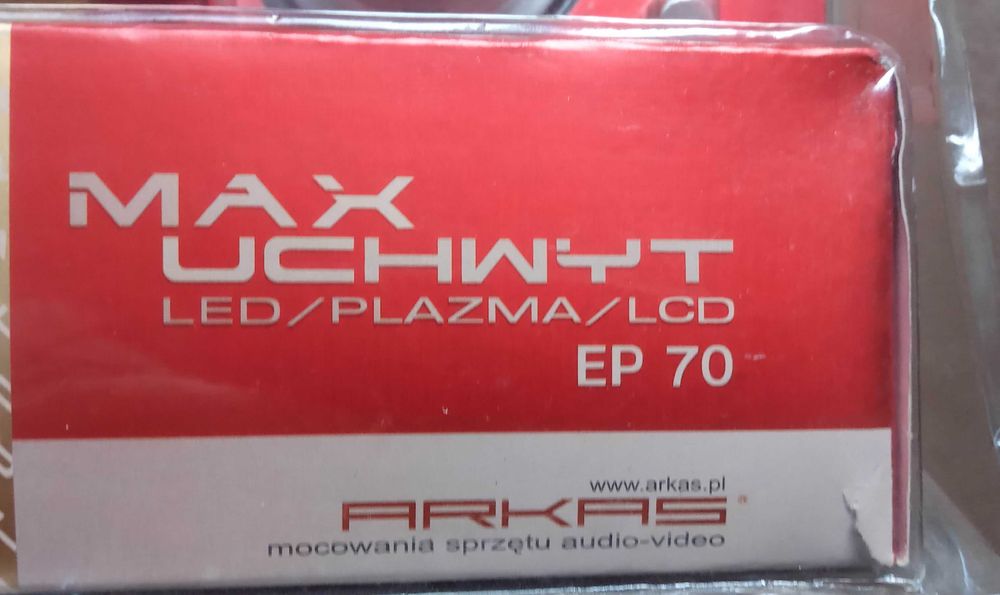 MAX
UCHWYT
LED/PLAZMA/LCD
EP 70
www.arkas.pl
ARKAS
mocowania sprzętu audio-video